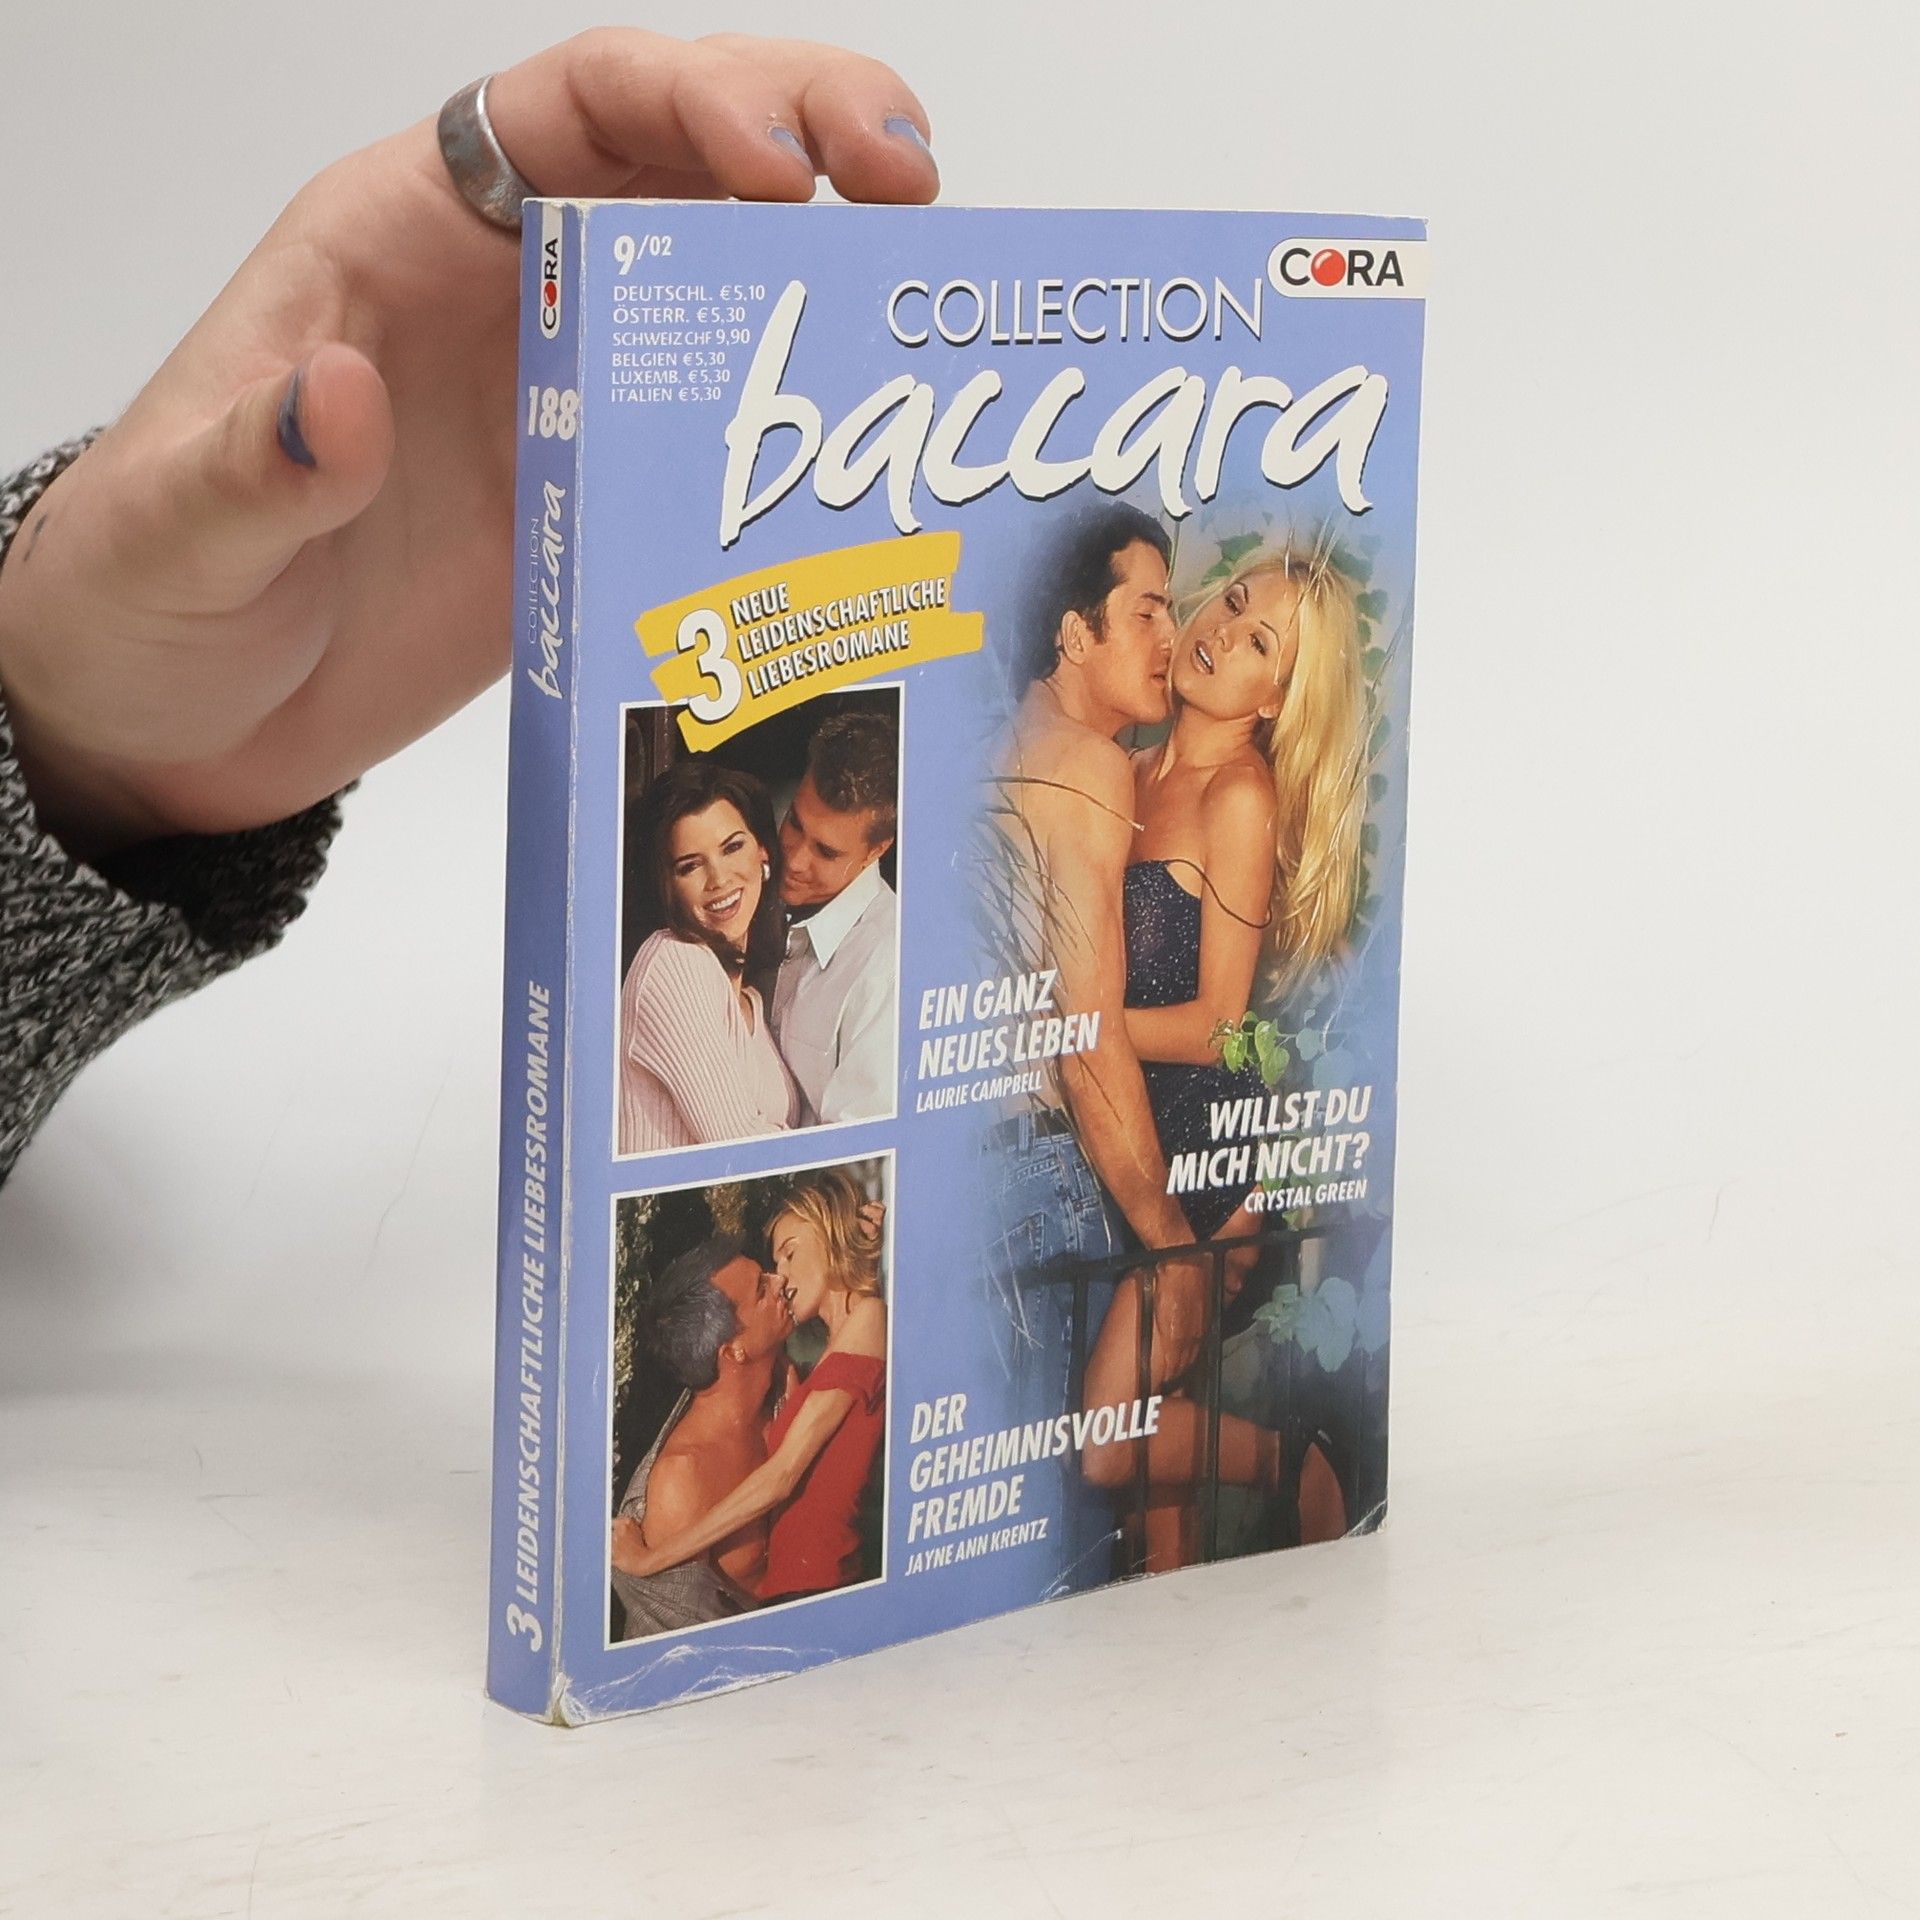 CORA
188
COLLECTION
baccara
3 LEIDENSCHAFTLICHE LIEBESROMANE
9/02
DEUTSCHL. € 5,10
ÖSTERR. € 5,30
SCHWEIZ CHF 9,90
BELGIEN € 5,30
LUXEMB. € 5,30
ITALIEN € 5,30
CORA
COLLECTION
baccara
3 NEUE
LEIDENSCHAFTLICHE
LIEBESROMANE
EIN GANZ
NEUES LEBEN
LAURIE CAMPBELL
WILLST DU
MICH NICHT?
CRYSTAL GREEN
DER
GEHEIMNISVOLLE
FREMDE
JAYNE ANN KRENTZ